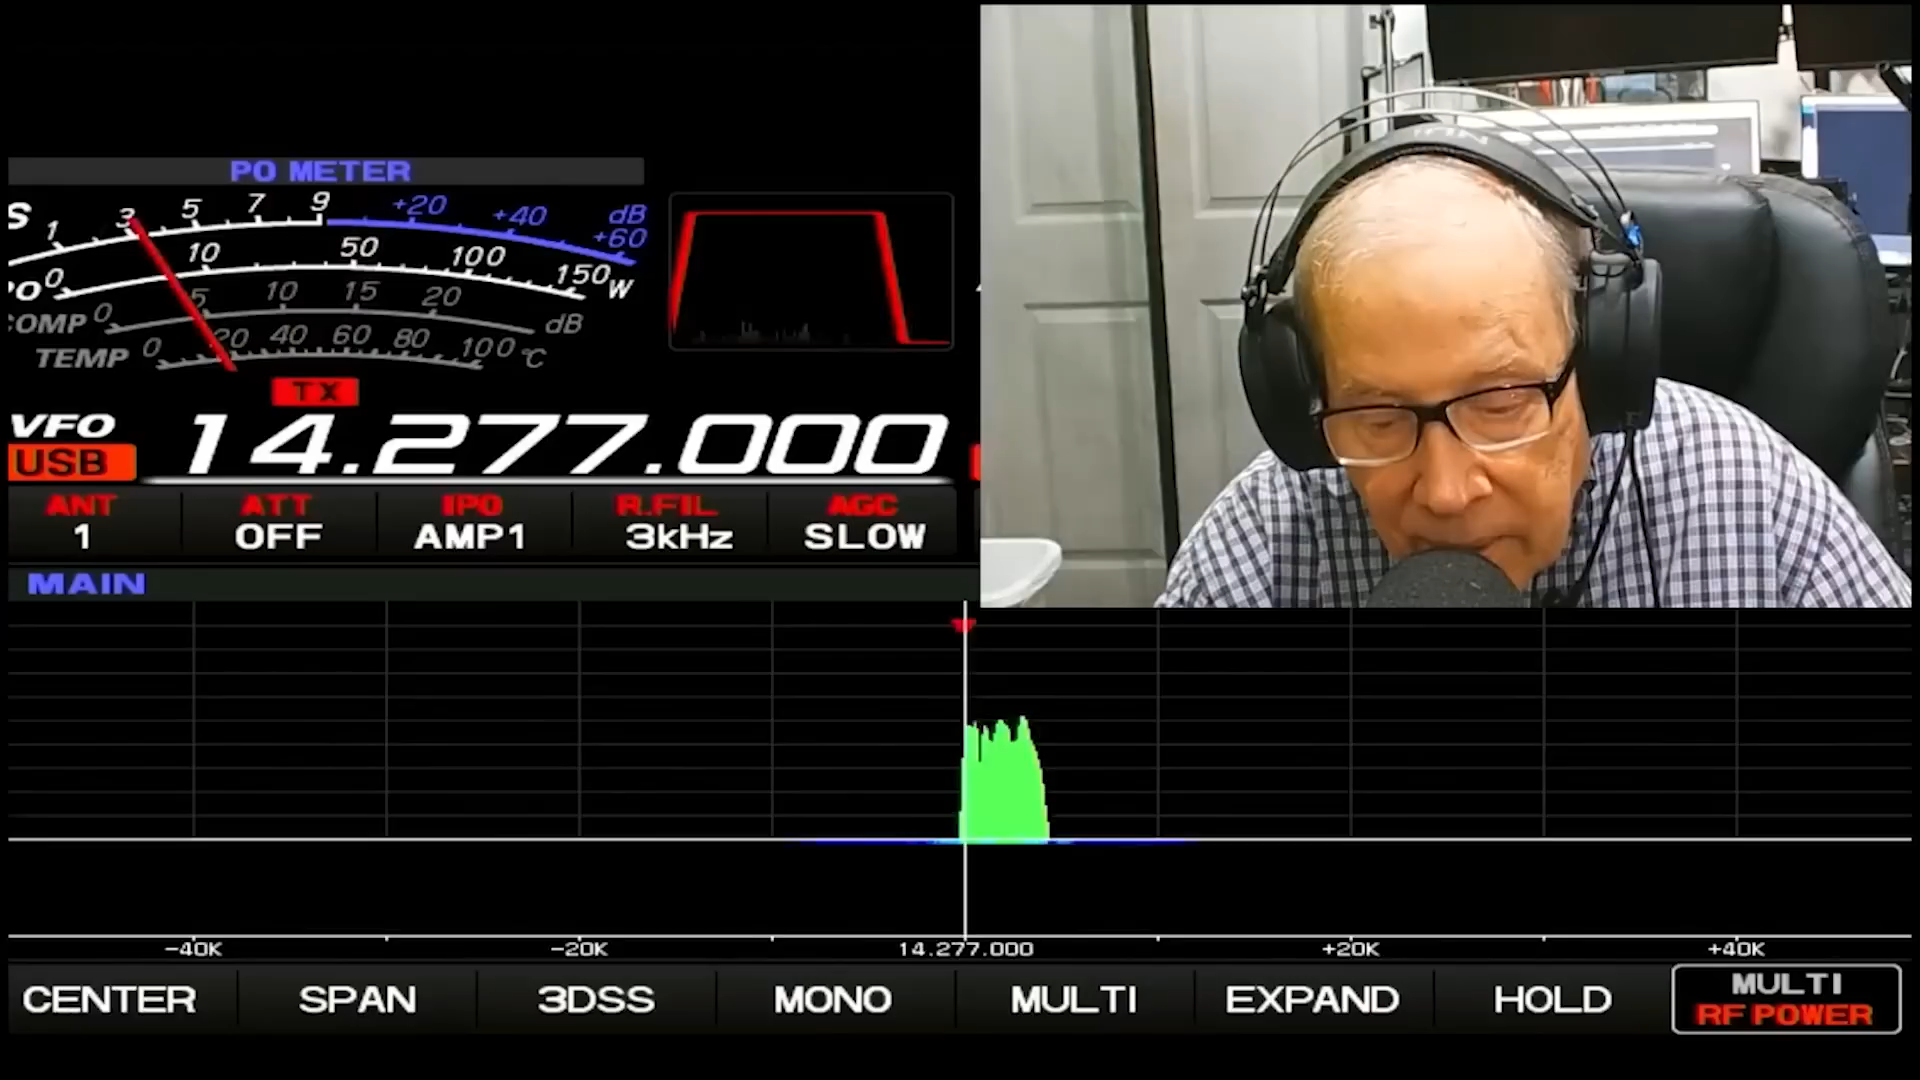 PO METER
S 1 3 5 7 9 +20 +40 +60 dB
PO 0 10 50 100 150 W
COMP 0 5 10 15 20 dB
TEMP 0 20 40 60 80 100 °C
TX
VFO
USB
14.277.000
ANT ATT IPO R.FIL AGC
1 OFF AMP1 3kHz SLOW
MAIN
-40K -20K 14.277.000 +20K +40K
CENTER SPAN 3DSS MONO MULTI EXPAND HOLD MULTI
RF POWER